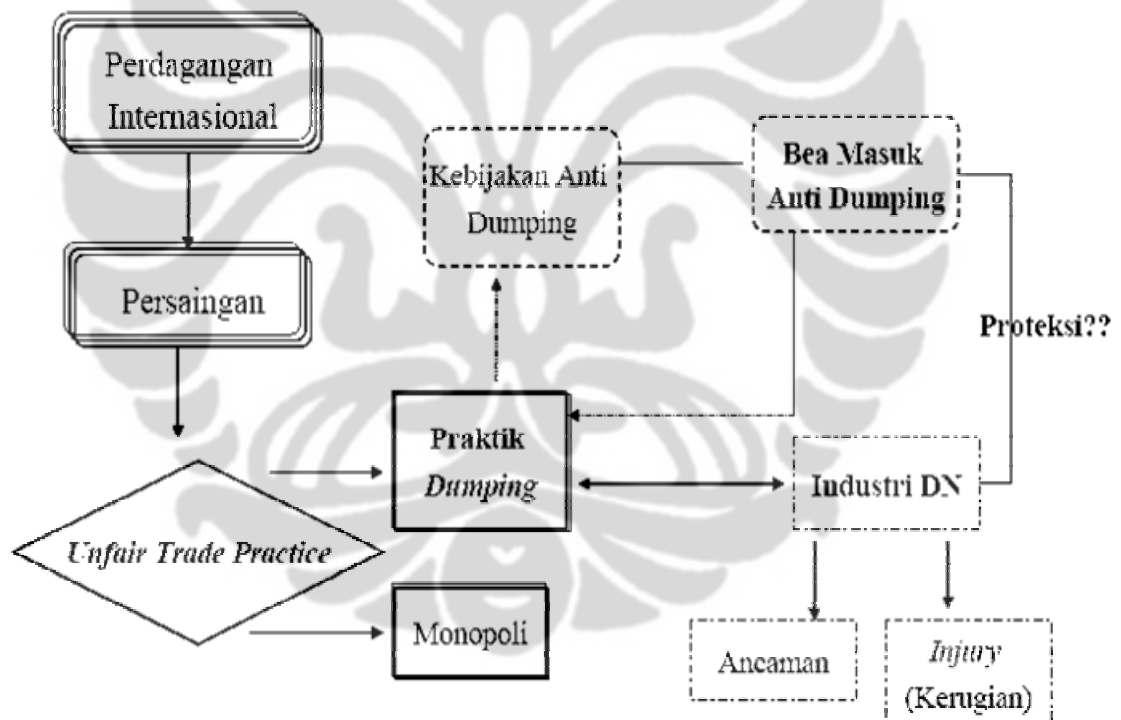 Perdagangan
Internasional
Persaingan
Unfair Trade Practice
Kebijakan Anti
Dumping
Bea Masuk
Anti Dumping
Proteksi??
Praktik
Dumping
Industri DN
Monopoli
Ancaman
Injury
(Kerugian)